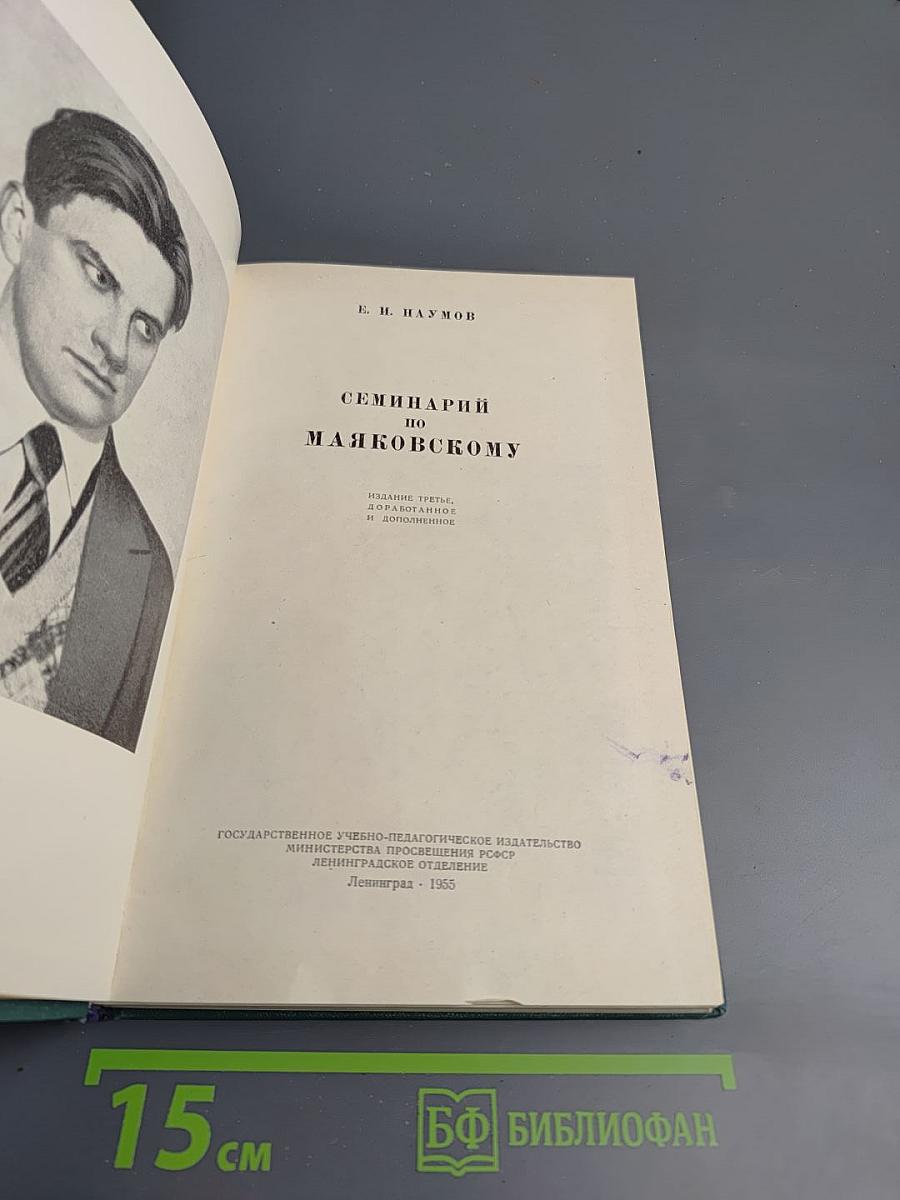 Е. И. НАУМОВ
СЕМИНАРИЙ
ПО
МАЯКОВСКОМУ
ИЗДАНИЕ ТРЕТЬЕ,
ДОРАБОТАННОЕ
И ДОПОЛНЕННОЕ
ГОСУДАРСТВЕННОЕ УЧЕБНО-ПЕДАГОГИЧЕСКОЕ ИЗДАТЕЛЬСТВО
МИНИСТЕРСТВА ПРОСВЕЩЕНИЯ РСФСР
ЛЕНИНГРАДСКОЕ ОТДЕЛЕНИЕ
Ленинград · 1955
15 см
БФ БИБЛИОФАН